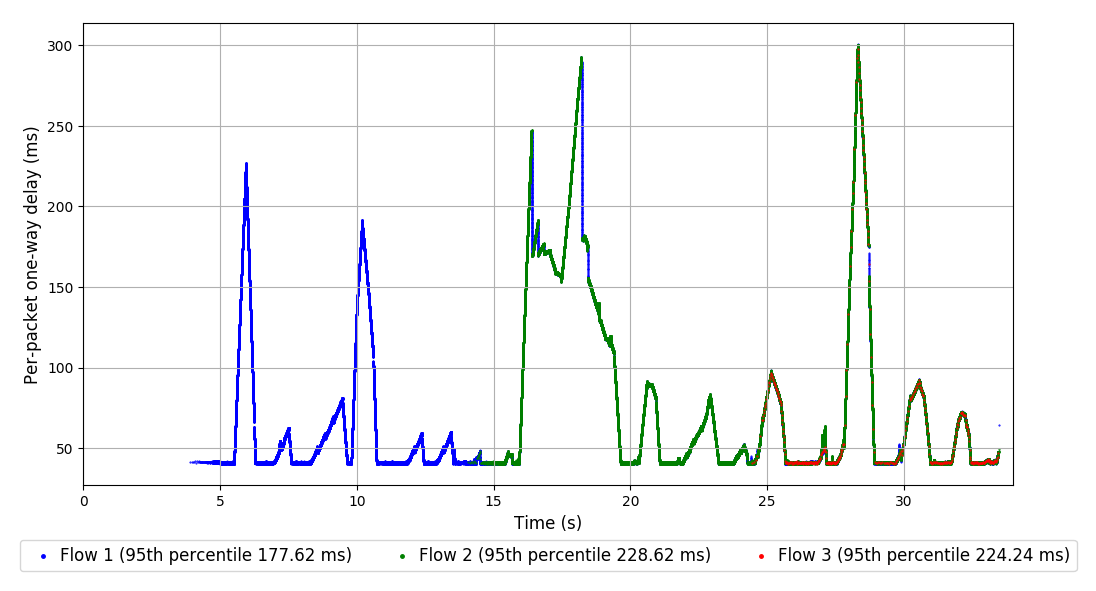 Per-packet one-way delay (ms)
300
250
200
150
100
50
0
5
10
15
20
25
30
Time (s)
Flow 1 (95th percentile 177.62 ms)
Flow 2 (95th percentile 228.62 ms)
Flow 3 (95th percentile 224.24 ms)